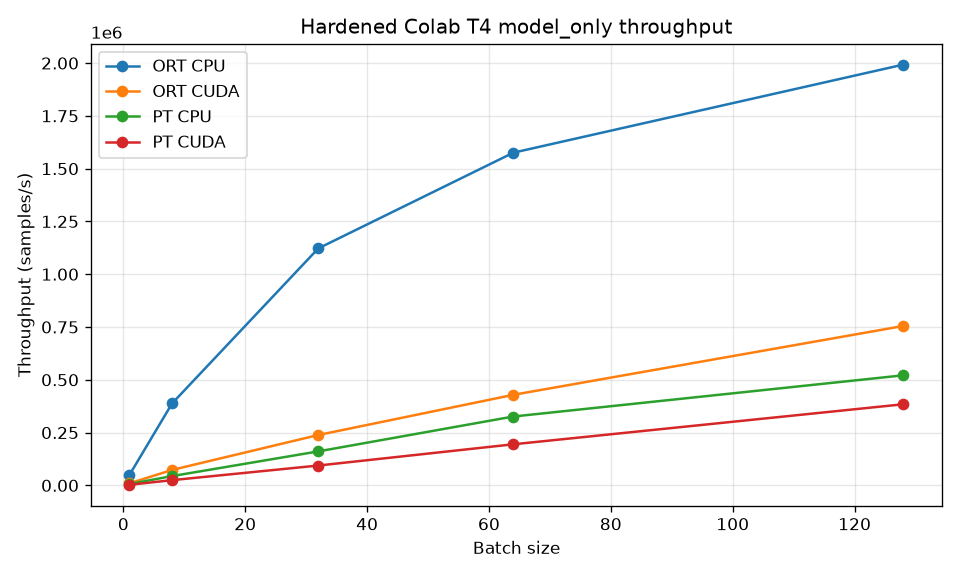 Hardened Colab T4 model_only throughput
1e6
ORT CPU
ORT CUDA
PT CPU
PT CUDA
Throughput (samples/s)
2.00
1.75
1.50
1.25
1.00
0.75
0.50
0.25
0.00
0 20 40 60 80 100 120
Batch size